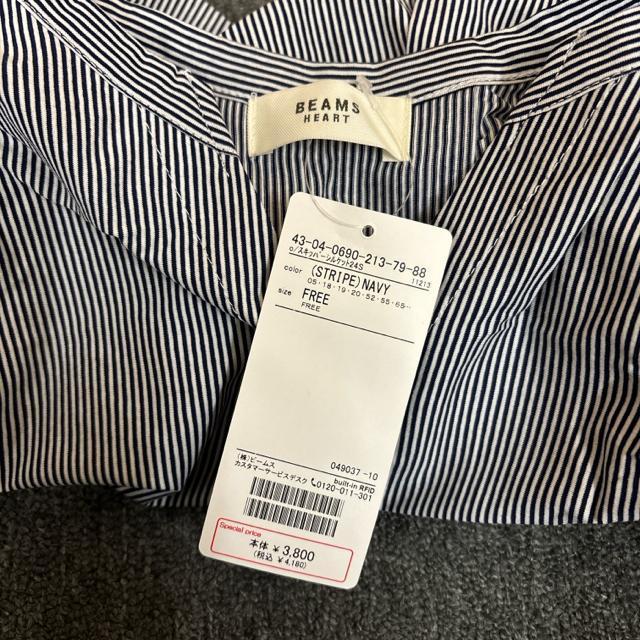 BEAMS
HEART
43-04-0690-213-79-88
o/スキッパーシルケット24S 11213
color (STRIPE)NAVY
05・18・19・20・52・55・65・・
size FREE
FREE
049037 -10
(株)ビームス built-in RFID
カスタマーサービスデスク 0120-011-301
Special price
本体 ¥3,800
(税込 ¥4,180)